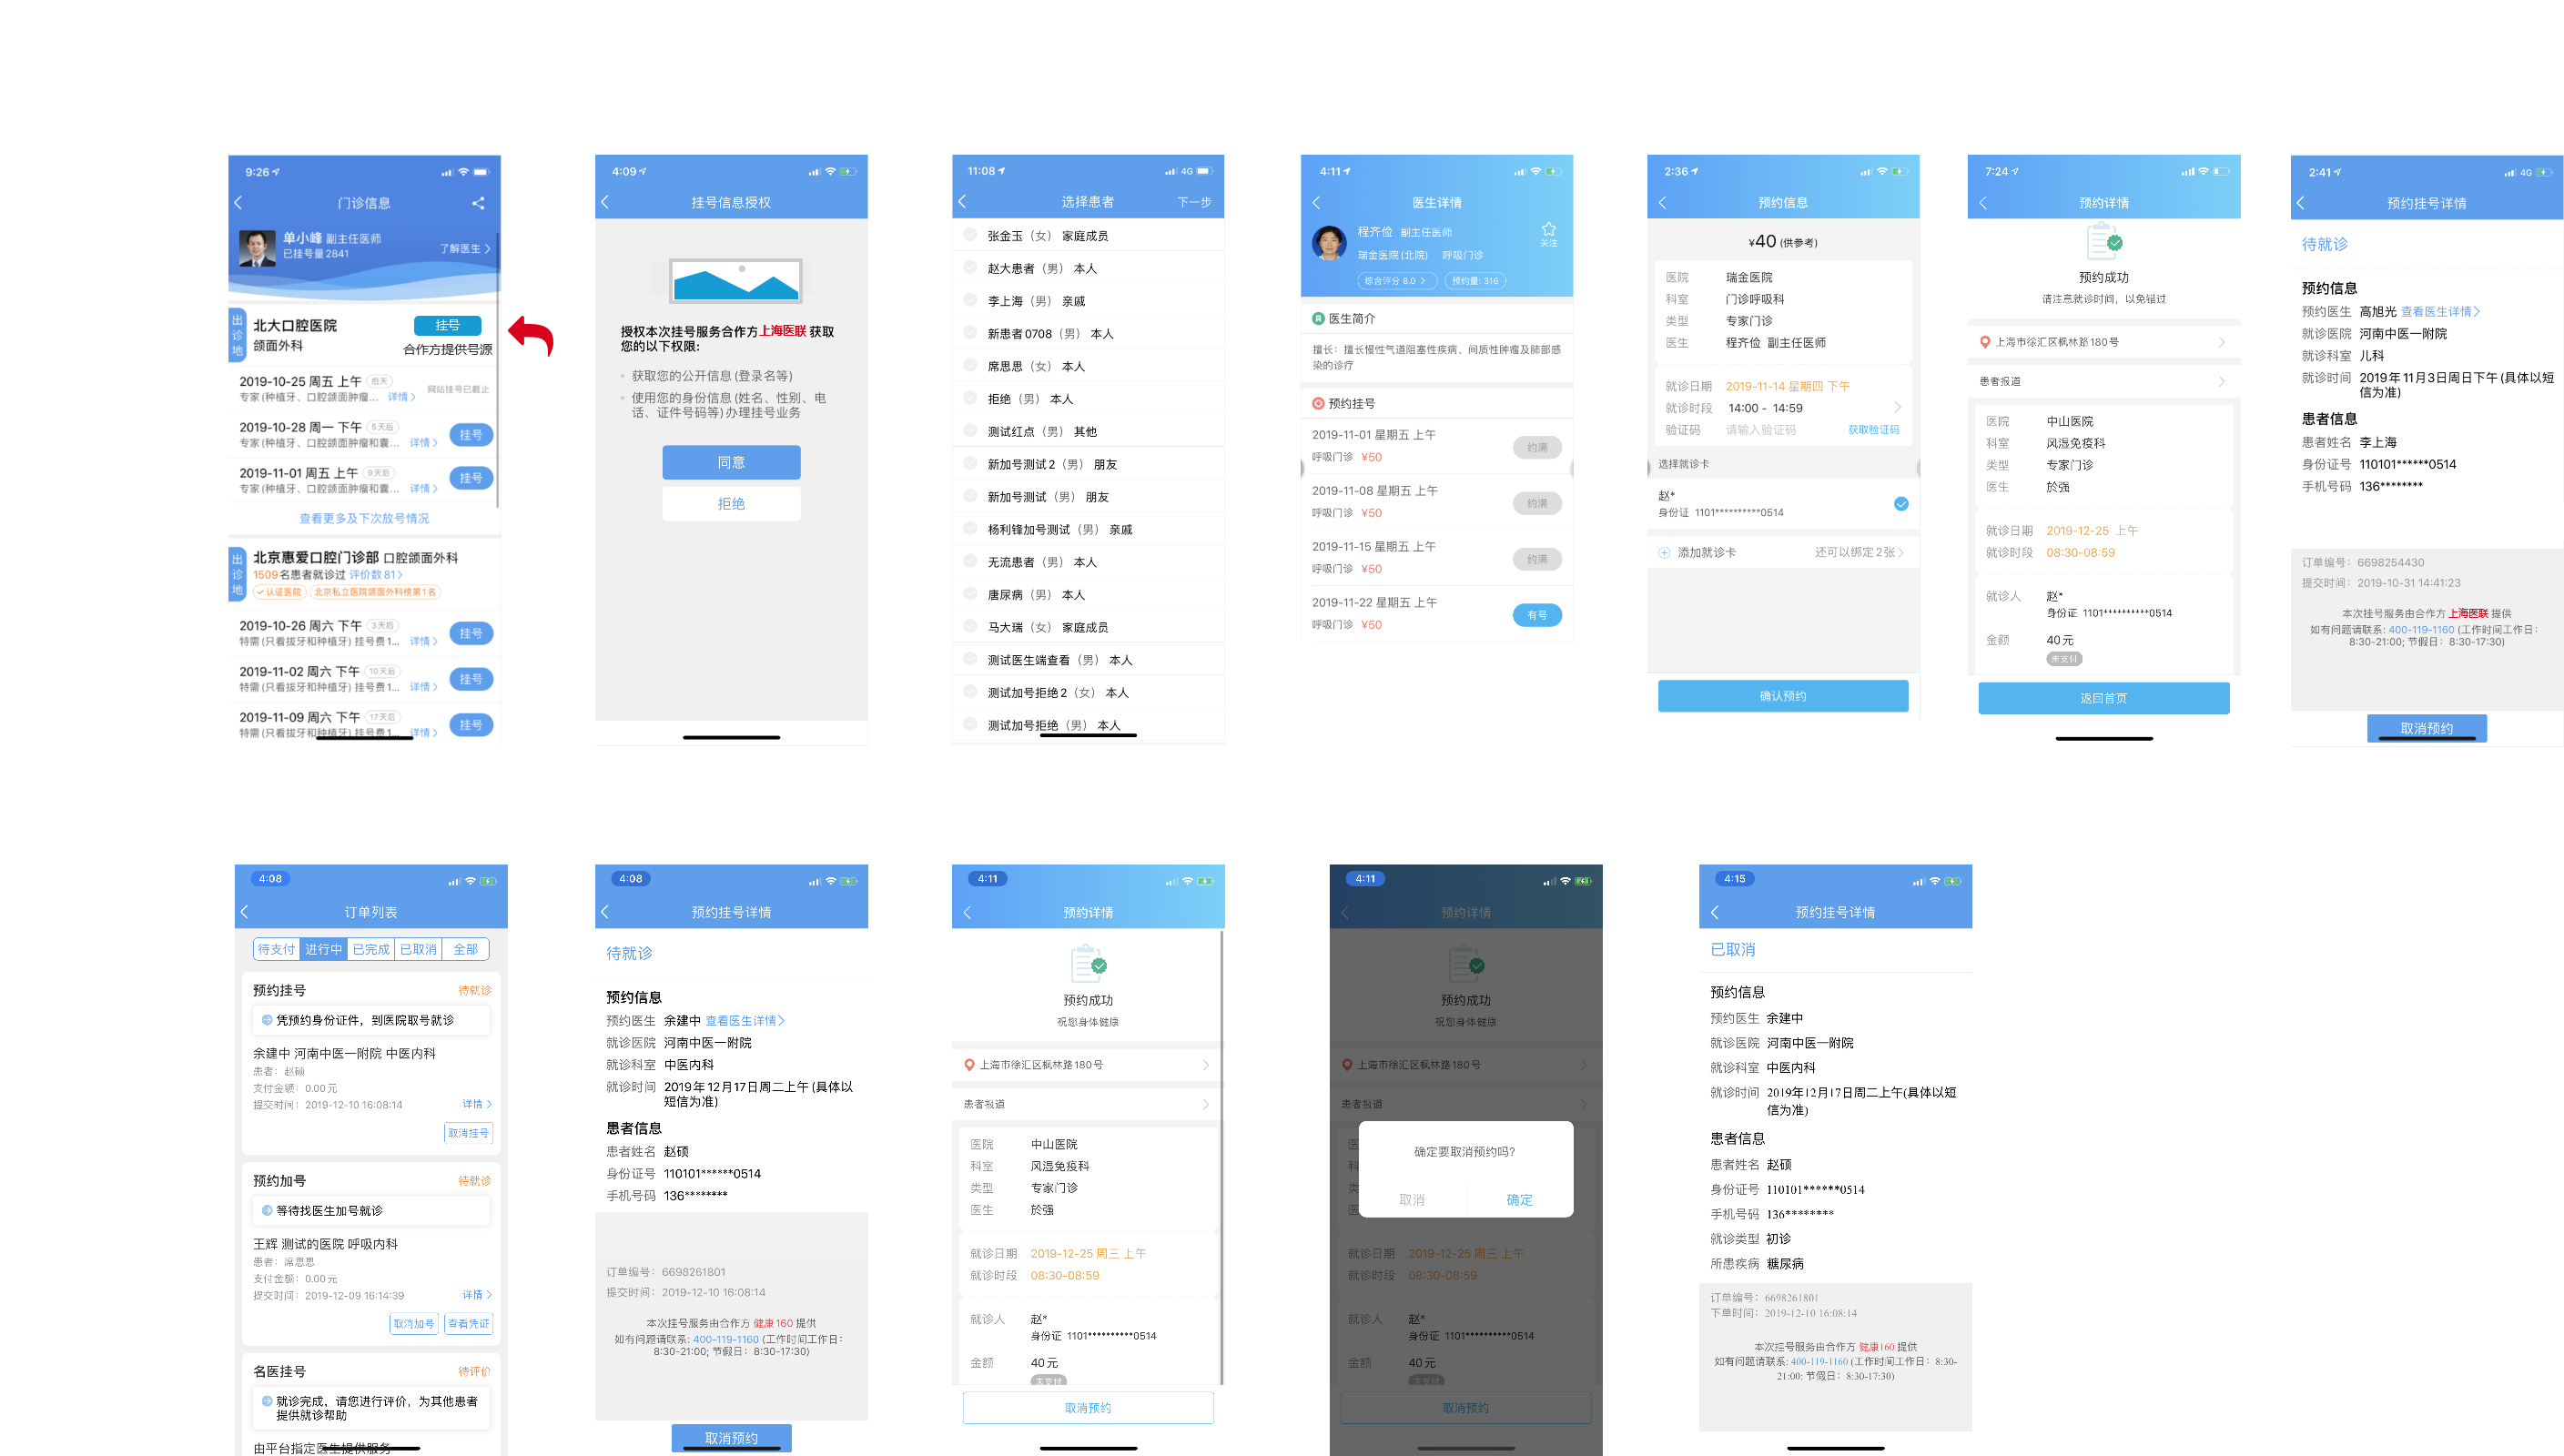 9:26
门诊信息
单小峰 副主任医师
已挂号量 2841
了解医生
出诊地
北大口腔医院
挂号
颌面外科
合作方提供号源
2019-10-25 周五 上午 后天
网站挂号已截止
专家 (种植牙、口腔颌面肿瘤... 详情
2019-10-28 周一 下午 5天后
挂号
专家 (种植牙、口腔颌面肿瘤和囊... 详情
2019-11-01 周五 上午 9天后
挂号
专家 (种植牙、口腔颌面肿瘤和囊... 详情
查看更多及下次放号情况
出诊地
北京惠爱口腔门诊部 口腔颌面外科
1509名患者就诊过 评价数 81
认证医院 北京私立医院颌面外科榜第1名
2019-10-26 周六 下午 3天后
挂号
特需 (只看拔牙和种植牙) 挂号费1... 详情
2019-11-02 周六 下午 10天后
挂号
特需 (只看拔牙和种植牙) 挂号费1... 详情
2019-11-09 周六 下午 17天后
挂号
特需 (只看拔牙和种植牙) 挂号费1... 详情
4:09
挂号信息授权
授权本次挂号服务合作方上海医联 获取
您的以下权限:
• 获取您的公开信息 (登录名等)
• 使用您的身份信息 (姓名、性别、电
话、证件号码等) 办理挂号业务
同意
拒绝
11:08
4G
选择患者
下一步
张金玉（女） 家庭成员
赵大患者（男） 本人
李上海（男） 亲戚
新患者0708（男） 本人
席思思（女） 本人
拒绝（男） 本人
测试红点（男） 其他
新加号测试2（男） 朋友
新加号测试（男） 朋友
杨利锋加号测试（男） 亲戚
无流患者（男） 本人
唐尿病（男） 本人
马大瑞（女） 家庭成员
测试医生端查看（男） 本人
测试加号拒绝2（女） 本人
测试加号拒绝（男） 本人
4:11
医生详情
程齐俭 副主任医师
关注
瑞金医院 (北院) 呼吸门诊
综合评分 8.0
预约量: 316
医生简介
擅长：擅长慢性气道阻塞性疾病、间质性肿瘤及肺部感
染的诊疗
预约挂号
2019-11-01 星期五 上午
约满
呼吸门诊 ¥50
2019-11-08 星期五 上午
约满
呼吸门诊 ¥50
2019-11-15 星期五 上午
约满
呼吸门诊 ¥50
2019-11-22 星期五 上午
有号
呼吸门诊 ¥50
2:36
预约信息
¥40 (供参考)
医院 瑞金医院
科室 门诊呼吸科
类型 专家门诊
医生 程齐俭 副主任医师
就诊日期 2019-11-14 星期四 下午
就诊时段 14:00 - 14:59
验证码 请输入验证码 获取验证码
选择就诊卡
赵*
身份证 1101**********0514
添加就诊卡 还可以绑定2张
确认预约
7:24
预约详情
预约成功
请注意就诊时间，以免错过
上海市徐汇区枫林路180号
患者报道
医院 中山医院
科室 风湿免疫科
类型 专家门诊
医生 於强
就诊日期 2019-12-25 上午
就诊时段 08:30-08:59
就诊人 赵*
身份证 1101**********0514
金额 40元
未支付
返回首页
2:41
4G
预约挂号详情
待就诊
预约信息
预约医生 高旭光 查看医生详情
就诊医院 河南中医一附院
就诊科室 儿科
就诊时间 2019年11月3日周日下午 (具体以短
信为准)
患者信息
患者姓名 李上海
身份证号 110101******0514
手机号码 136********
订单编号：6698254430
提交时间：2019-10-31 14:41:23
本次挂号服务由合作方 上海医联 提供
如有问题请联系: 400-119-1160 (工作时间工作日：
8:30-21:00; 节假日：8:30-17:30)
取消预约
4:08
订单列表
待支付 进行中 已完成 已取消 全部
预约挂号 待就诊
凭预约身份证件，到医院取号就诊
余建中 河南中医一附院 中医内科
患者：赵硕
支付金额：0.00元
提交时间：2019-12-10 16:08:14 详情
取消挂号
预约加号 待就诊
等待找医生加号就诊
王辉 测试的医院 呼吸内科
患者：席思思
支付金额：0.00元
提交时间：2019-12-09 16:14:39 详情
取消加号 查看凭证
名医挂号 待评价
就诊完成，请您进行评价，为其他患者
提供就诊帮助
由平台指定医生提供服务
4:08
预约挂号详情
待就诊
预约信息
预约医生 余建中 查看医生详情
就诊医院 河南中医一附院
就诊科室 中医内科
就诊时间 2019年12月17日周二上午 (具体以
短信为准)
患者信息
患者姓名 赵硕
身份证号 110101******0514
手机号码 136********
订单编号：6698261801
提交时间：2019-12-10 16:08:14
本次挂号服务由合作方 健康160 提供
如有问题请联系: 400-119-1160 (工作时间工作日：
8:30-21:00; 节假日：8:30-17:30)
取消预约
4:11
预约详情
预约成功
祝您身体健康
上海市徐汇区枫林路180号
患者报道
医院 中山医院
科室 风湿免疫科
类型 专家门诊
医生 於强
就诊日期 2019-12-25 周三 上午
就诊时段 08:30-08:59
就诊人 赵*
身份证 1101**********0514
金额 40元
未支付
取消预约
4:11
预约详情
预约成功
祝您身体健康
上海市徐汇区枫林路180号
患者报道
医
科
类
医
确定要取消预约吗?
取消 确定
就诊日期 2019-12-25 周三 上午
就诊时段 08:30-08:59
就诊人 赵*
身份证 1101**********0514
金额 40元
未支付
取消预约
4:15
预约挂号详情
已取消
预约信息
预约医生 余建中
就诊医院 河南中医一附院
就诊科室 中医内科
就诊时间 2019年12月17日周二上午(具体以短
信为准)
患者信息
患者姓名 赵硕
身份证号 110101******0514
手机号码 136********
就诊类型 初诊
所患疾病 糖尿病
订单编号：6698261801
下单时间：2019-12-10 16:08:14
本次挂号服务由合作方 健康160 提供
如有问题请联系: 400-119-1160 (工作时间工作日：8:30-
21:00; 节假日：8:30-17:30)